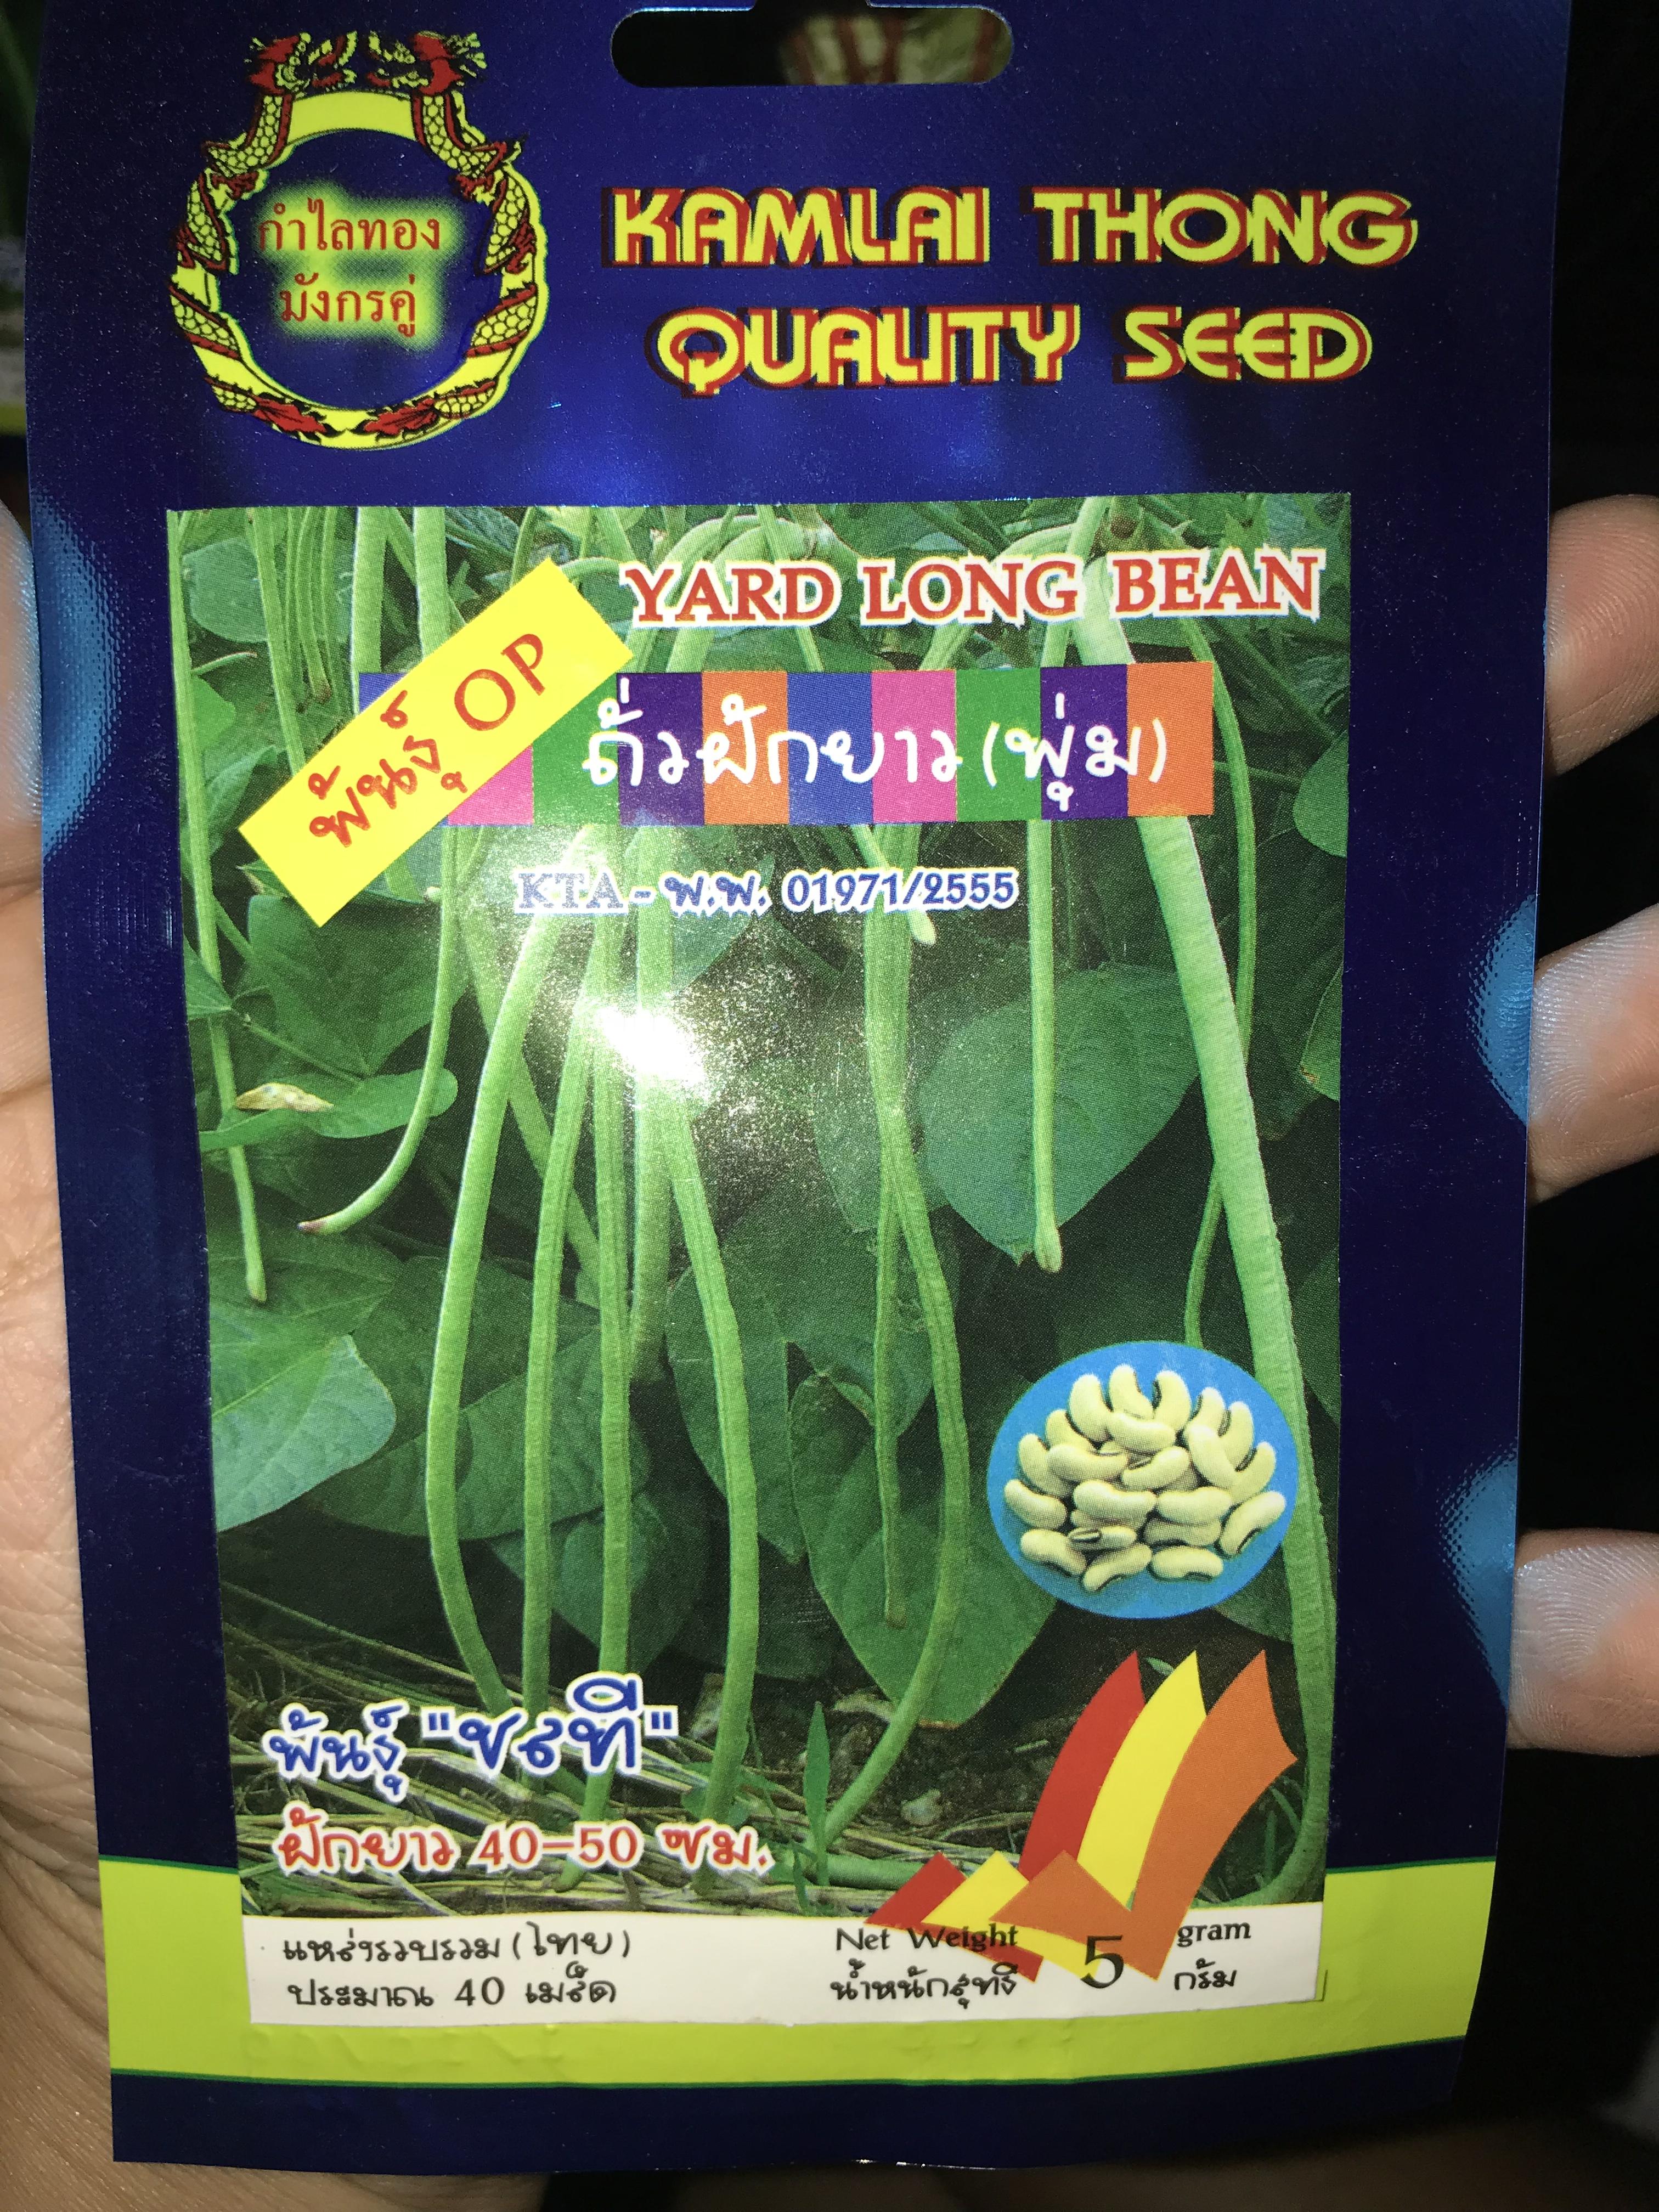 กำไลทอง
มังกรคู่
KAMLAI THONG
QUALITY SEED
YARD LONG BEAN
พันธุ์ OP
ถั่วฝักยาว (พุ่ม)
KTA - พ.พ. 01971/2555
พันธุ์ "ชลที"
ฝักยาว 40-50 ซม.
แหล่งรวบรวม (ไทย)
ประมาณ 40 เมล็ด
Net Weight 5 gram
น้ำหนักสุทธิ กรัม